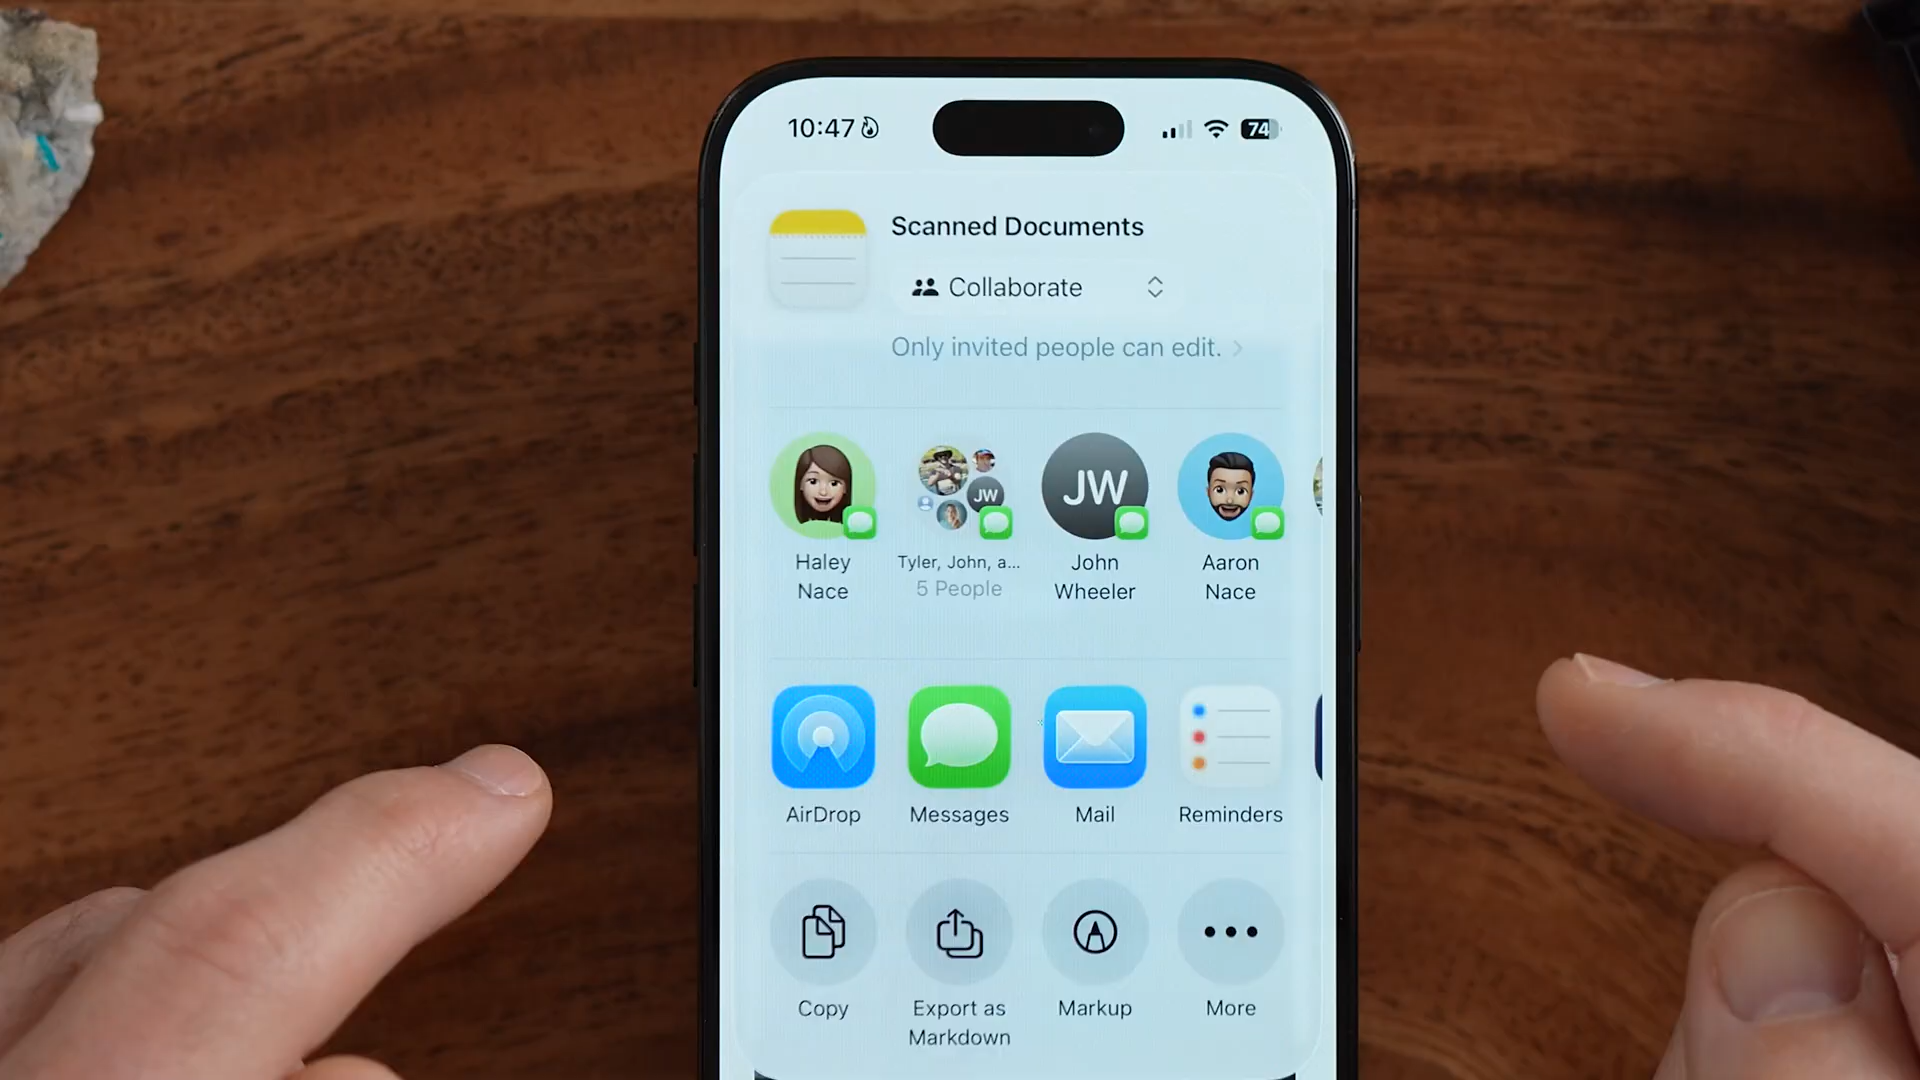 10:47
74
Scanned Documents
Collaborate
Only invited people can edit.
JW
JW
Haley
Nace
Tyler, John, a...
5 People
John
Wheeler
Aaron
Nace
AirDrop
Messages
Mail
Reminders
Copy
Export as
Markdown
Markup
More